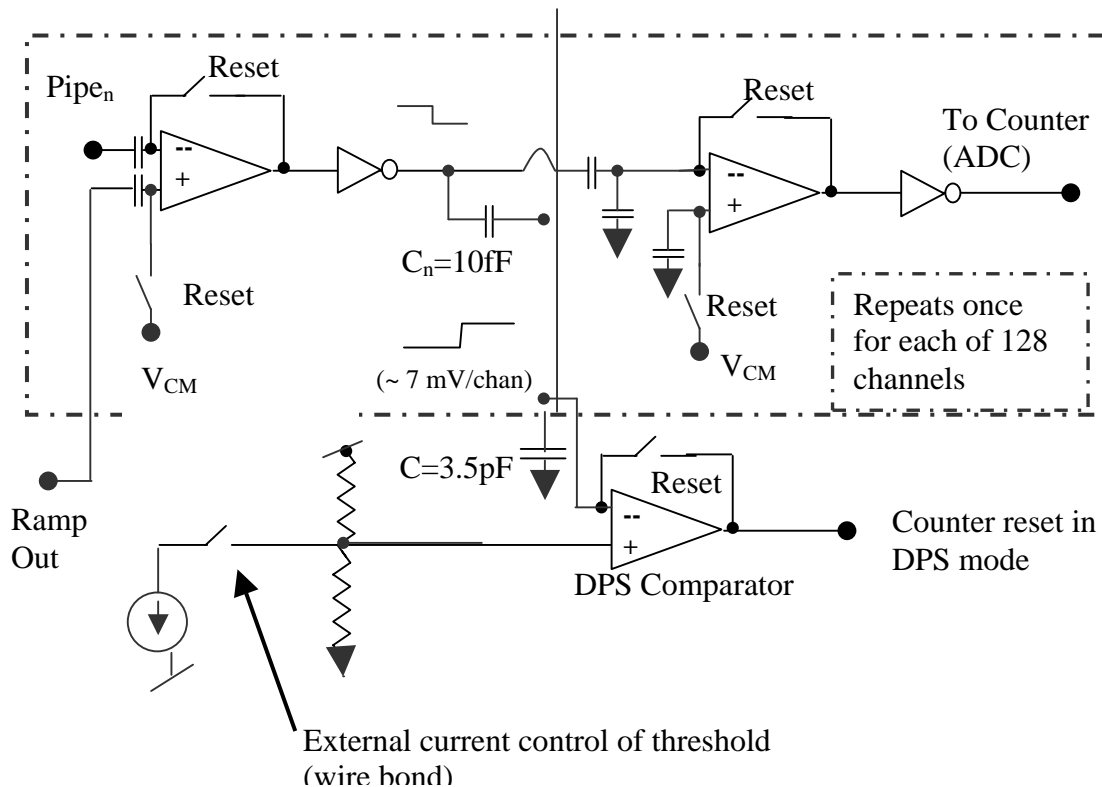 Pipeₙ
Reset
Reset
To Counter
(ADC)
--
+
--
+
Cₙ=10fF
Reset
V_CM
Reset
V_CM
(~ 7 mV/chan)
Repeats once
for each of 128
channels
C=3.5pF
Reset
--
+
Ramp
Out
DPS Comparator
Counter reset in
DPS mode
External current control of threshold
(wire bond)